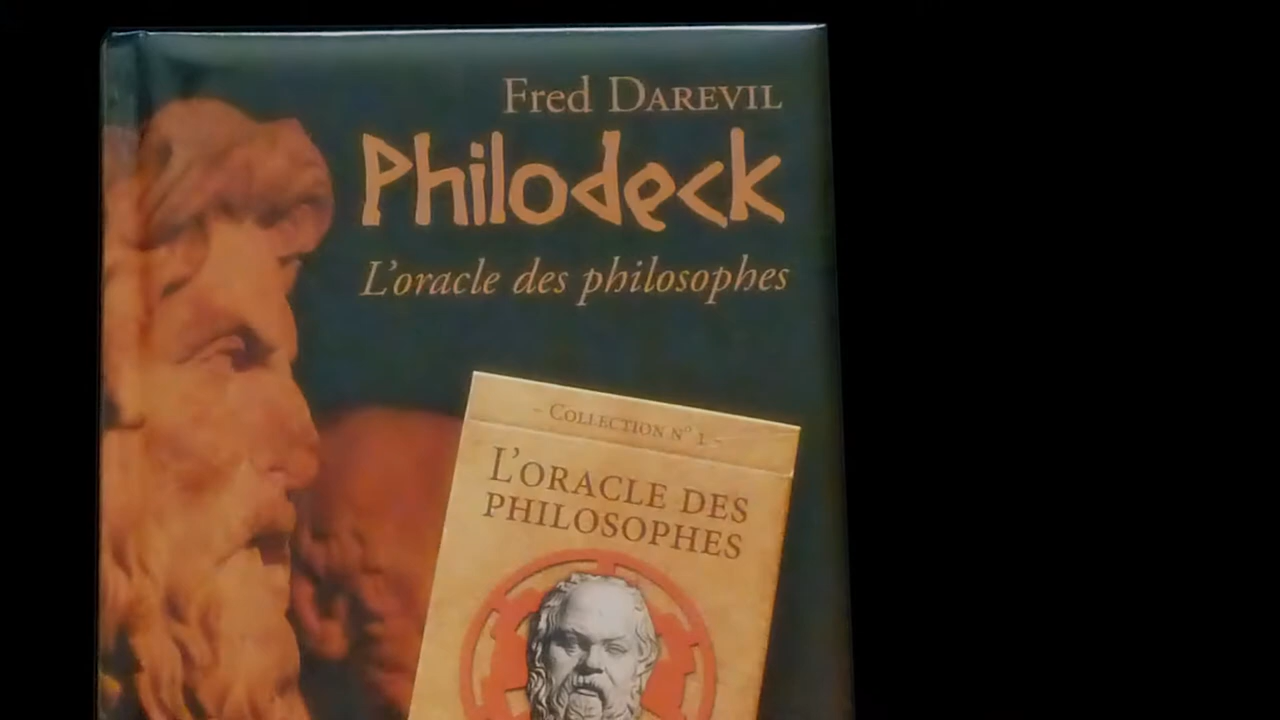 Fred DAREVIL
Philodeck
L'oracle des philosophes
- COLLECTION N° 1 -
L'ORACLE DES
PHILOSOPHES